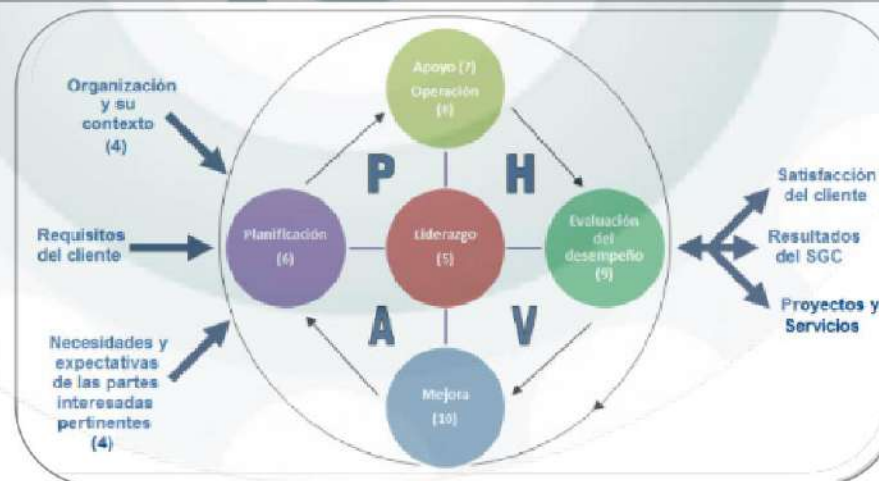 Organización
y su
contexto
(4)
Requisitos
del cliente
Necesidades y
expectativas
de las partes
interesadas
pertinentes
(4)
Apoyo (7)
Operación
(8)
P
H
Planificación
(6)
Liderazgo
(5)
Evaluación
del
desempeño
(9)
A
V
Mejora
(10)
Satisfacción
del cliente
Resultados
del SGC
Proyectos y
Servicios